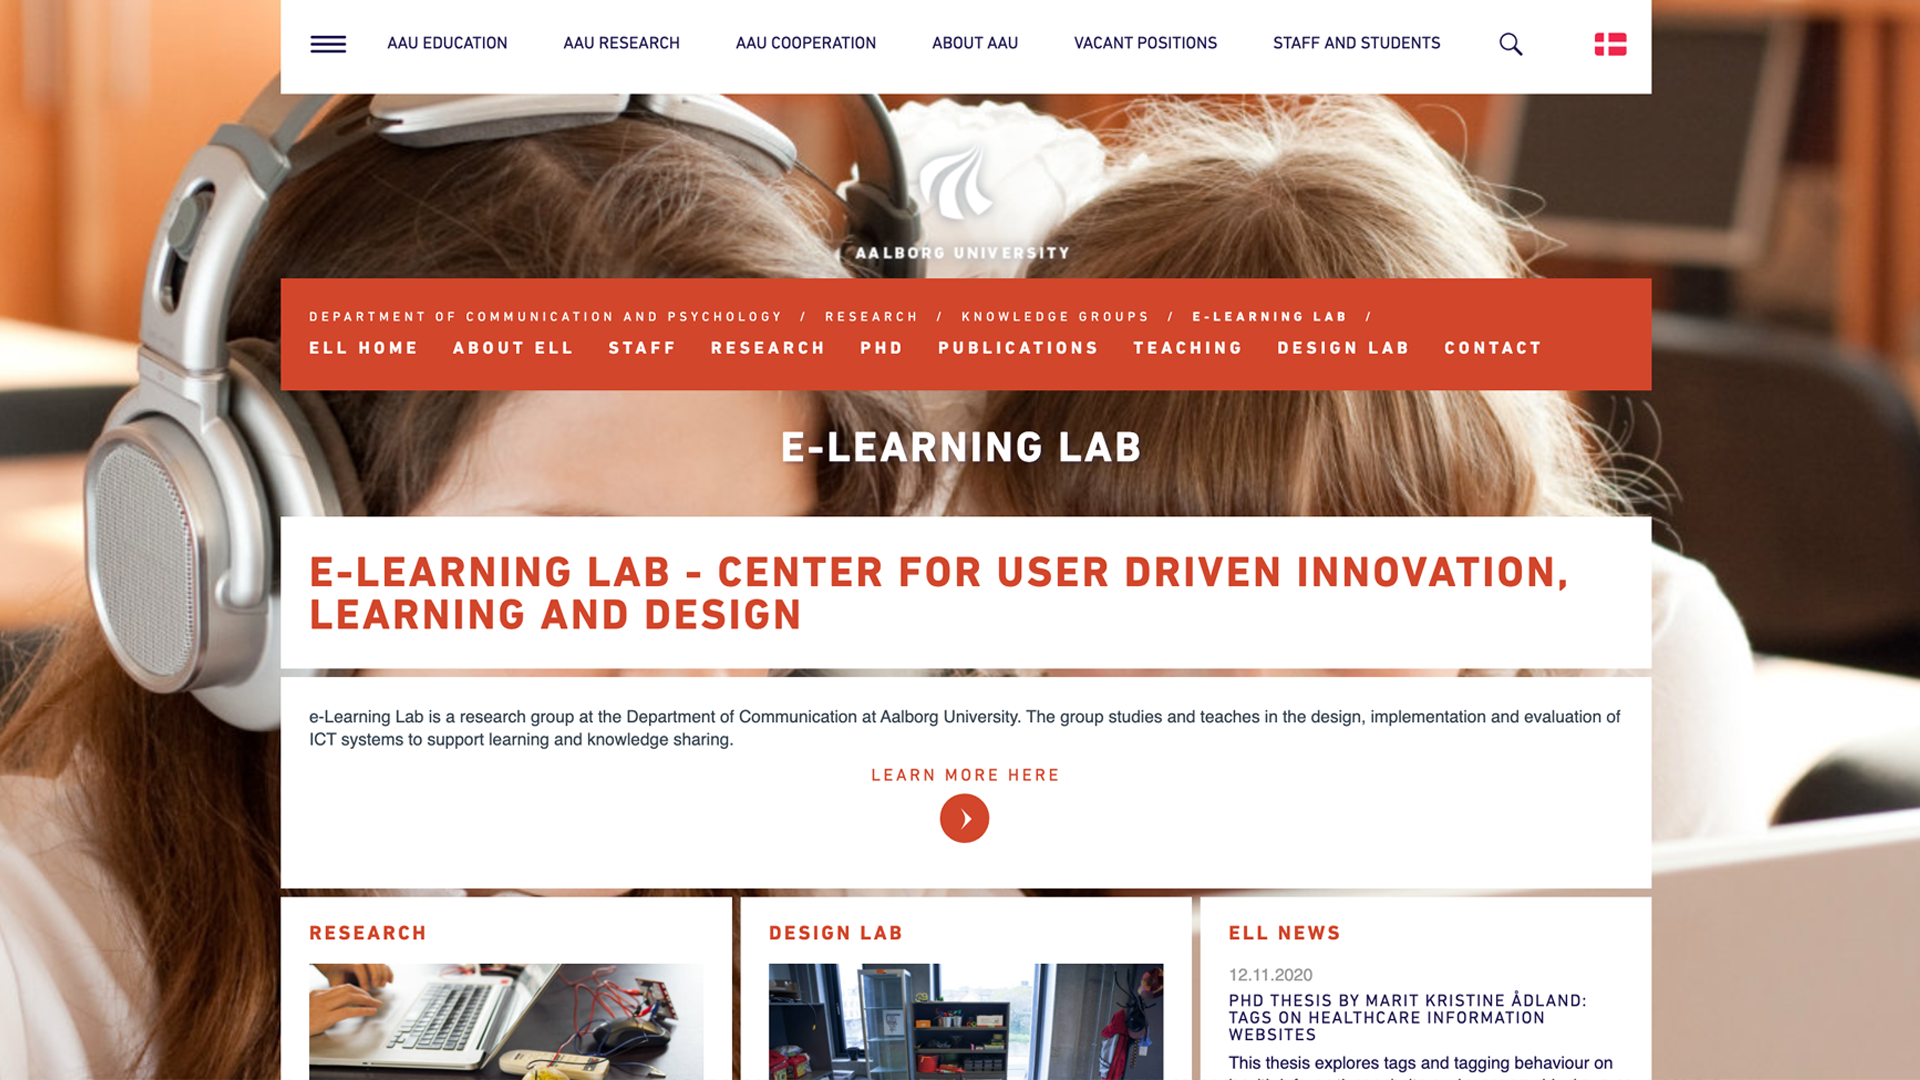 AAU EDUCATION AAU RESEARCH AAU COOPERATION ABOUT AAU VACANT POSITIONS STAFF AND STUDENTS
AALBORG UNIVERSITY
DEPARTMENT OF COMMUNICATION AND PSYCHOLOGY / RESEARCH / KNOWLEDGE GROUPS / E-LEARNING LAB /
ELL HOME ABOUT ELL STAFF RESEARCH PHD PUBLICATIONS TEACHING DESIGN LAB CONTACT
E-LEARNING LAB
E-LEARNING LAB - CENTER FOR USER DRIVEN INNOVATION,
LEARNING AND DESIGN
e-Learning Lab is a research group at the Department of Communication at Aalborg University. The group studies and teaches in the design, implementation and evaluation of
ICT systems to support learning and knowledge sharing.
LEARN MORE HERE
RESEARCH
DESIGN LAB
ELL NEWS
12.11.2020
PHD THESIS BY MARIT KRISTINE ÅDLAND:
TAGS ON HEALTHCARE INFORMATION
WEBSITES
This thesis explores tags and tagging behaviour on